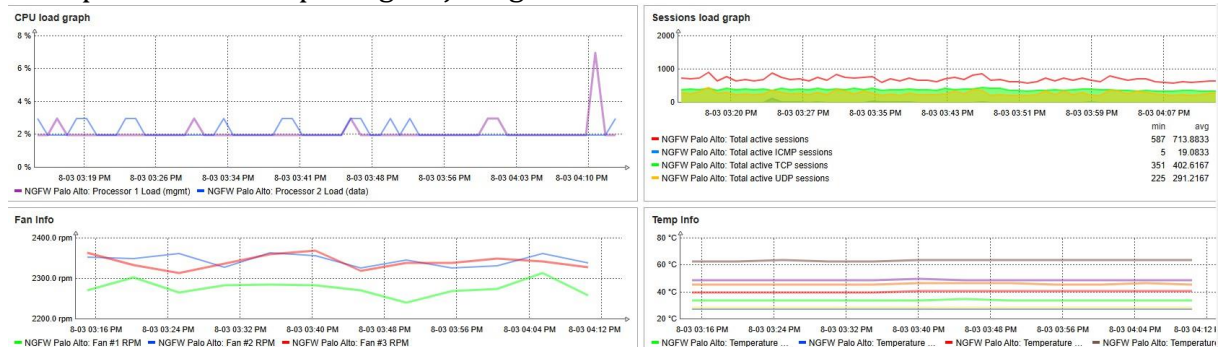 CPU load graph
8 %
6 %
4 %
2 %
0 %
8-03 03:19 PM 8-03 03:26 PM 8-03 03:34 PM 8-03 03:41 PM 8-03 03:48 PM 8-03 03:56 PM 8-03 04:03 PM 8-03 04:10 PM
NGFW Palo Alto: Processor 1 Load (mgmt) NGFW Palo Alto: Processor 2 Load (data)
Sessions load graph
2000
1000
0
8-03 03:20 PM 8-03 03:27 PM 8-03 03:35 PM 8-03 03:43 PM 8-03 03:51 PM 8-03 03:59 PM 8-03 04:07 PM
min avg
NGFW Palo Alto: Total active sessions 587 713.8833
NGFW Palo Alto: Total active ICMP sessions 5 19.0833
NGFW Palo Alto: Total active TCP sessions 351 402.6167
NGFW Palo Alto: Total active UDP sessions 225 291.2167
Fan Info
2400.0 rpm
2300.0 rpm
2200.0 rpm
8-03 03:16 PM 8-03 03:24 PM 8-03 03:32 PM 8-03 03:40 PM 8-03 03:48 PM 8-03 03:56 PM 8-03 04:04 PM 8-03 04:12 PM
NGFW Palo Alto: Fan #1 RPM NGFW Palo Alto: Fan #2 RPM NGFW Palo Alto: Fan #3 RPM
Temp Info
80 °C
60 °C
40 °C
20 °C
8-03 03:16 PM 8-03 03:24 PM 8-03 03:32 PM 8-03 03:40 PM 8-03 03:48 PM 8-03 03:56 PM 8-03 04:04 PM 8-03 04:12
NGFW Palo Alto: Temperature ... NGFW Palo Alto: Temperature ... NGFW Palo Alto: Temperature ... NGFW Palo Alto: Temperature